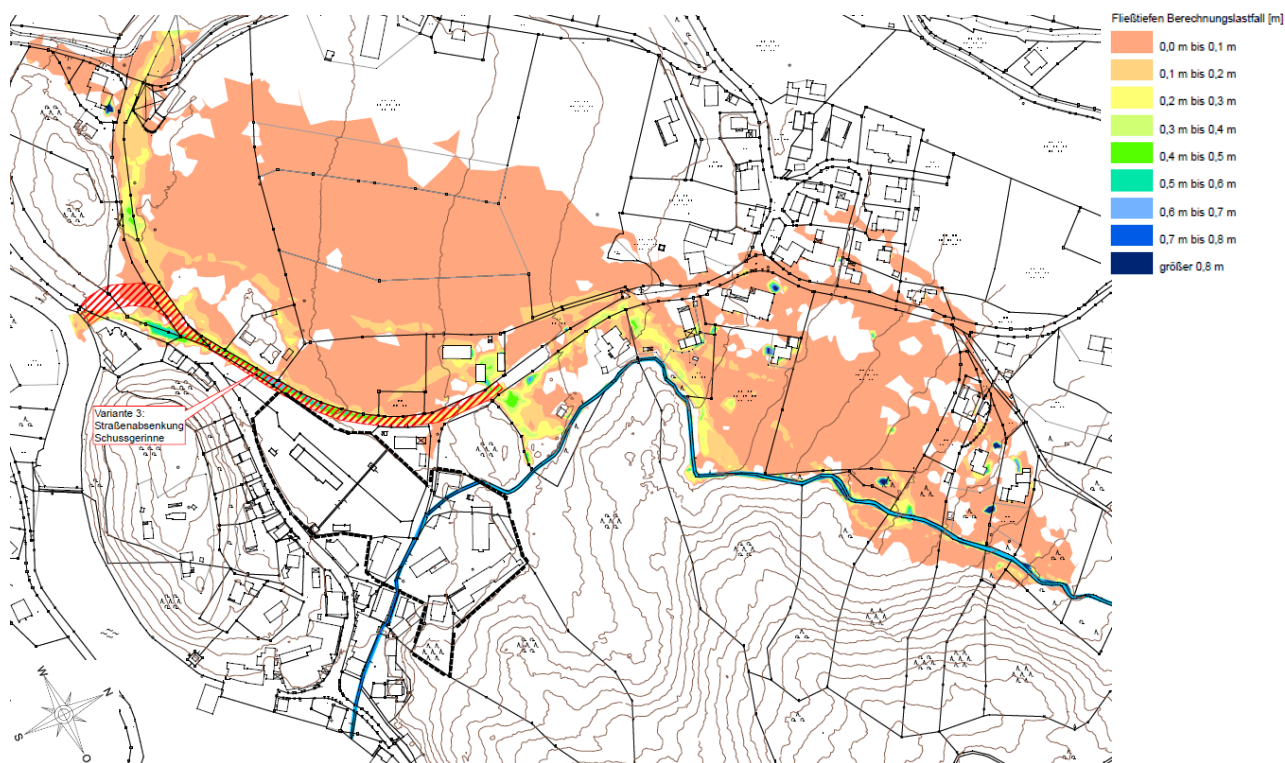 Fließtiefen Berechnungslastfall [m]
0,0 m bis 0,1 m
0,1 m bis 0,2 m
0,2 m bis 0,3 m
0,3 m bis 0,4 m
0,4 m bis 0,5 m
0,5 m bis 0,6 m
0,6 m bis 0,7 m
0,7 m bis 0,8 m
größer 0,8 m
Variante 3:
Straßenabsenkung
Schussgerinne
W
N
S
O